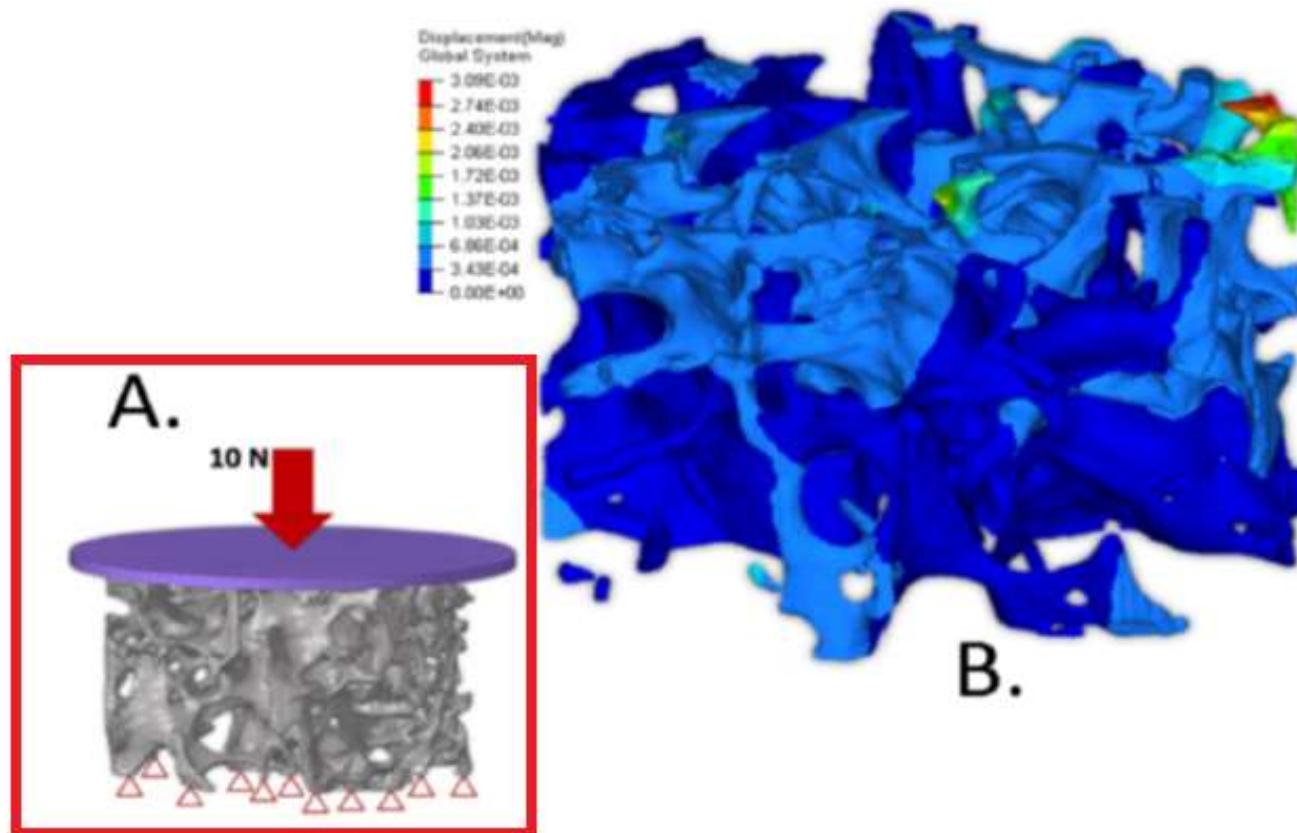 Displacement(Mag)
Global System
3.09E-03
2.74E-03
2.40E-03
2.06E-03
1.72E-03
1.37E-03
1.03E-03
6.86E-04
3.43E-04
0.00E+00
A.
10 N
B.